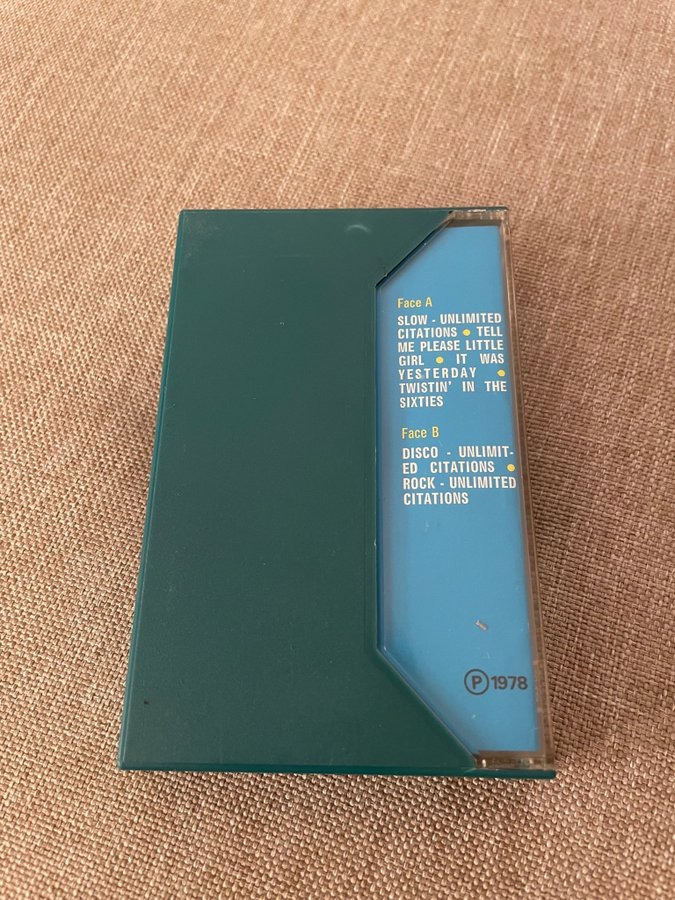 Face A
SLOW - UNLIMITED
CITATIONS • TELL
ME PLEASE LITTLE
GIRL • IT WAS
YESTERDAY •
TWISTIN' IN THE
SIXTIES
Face B
DISCO - UNLIMIT-
ED CITATIONS •
ROCK - UNLIMITED
CITATIONS
Ⓟ 1978